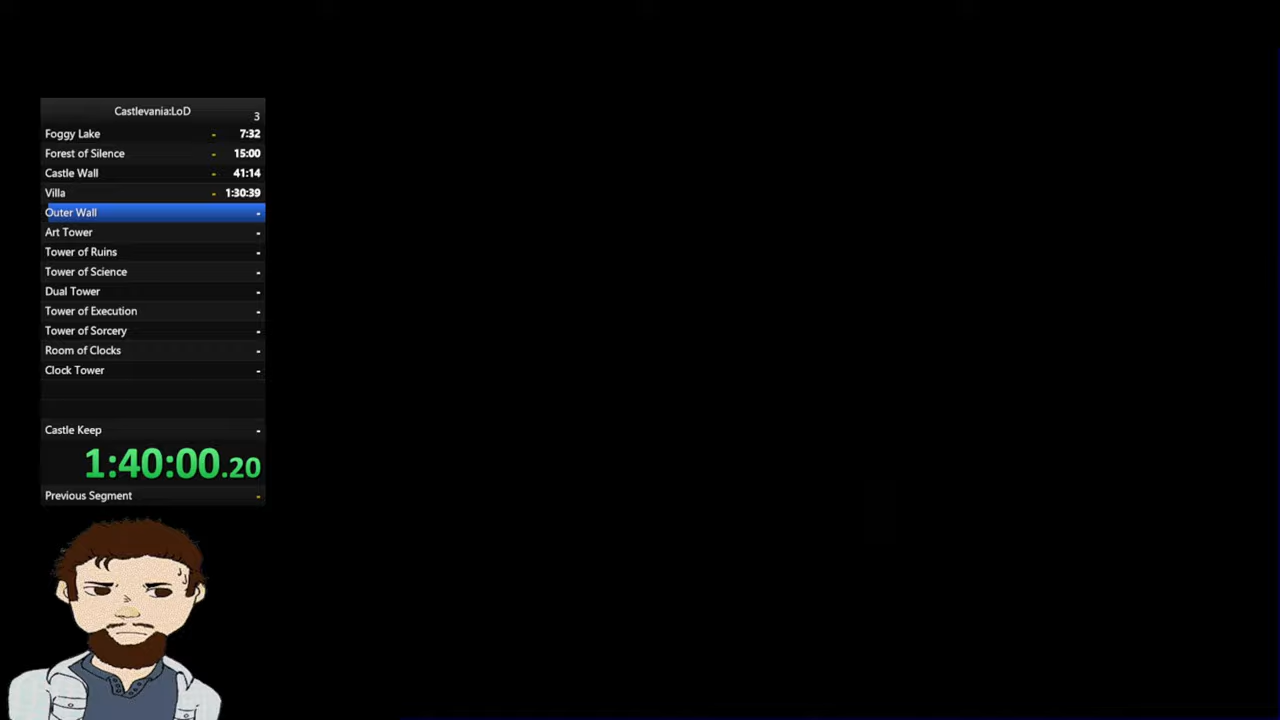 Castlevania:LoD
3
Foggy Lake - 7:32
Forest of Silence - 15:00
Castle Wall - 41:14
Villa - 1:30:39
Outer Wall -
Art Tower -
Tower of Ruins -
Tower of Science -
Dual Tower -
Tower of Execution -
Tower of Sorcery -
Room of Clocks -
Clock Tower -
Castle Keep -
1:40:00.20
Previous Segment -